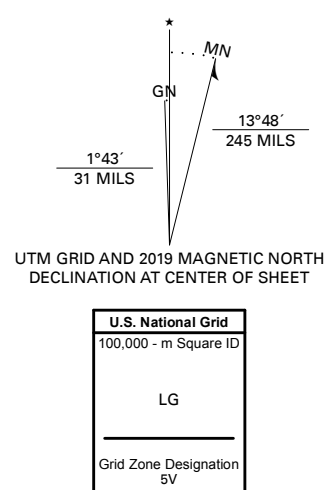 ★
MN
GN
13°48´
245 MILS
1°43´
31 MILS
UTM GRID AND 2019 MAGNETIC NORTH
DECLINATION AT CENTER OF SHEET
U.S. National Grid
100,000 - m Square ID
LG
Grid Zone Designation
5V